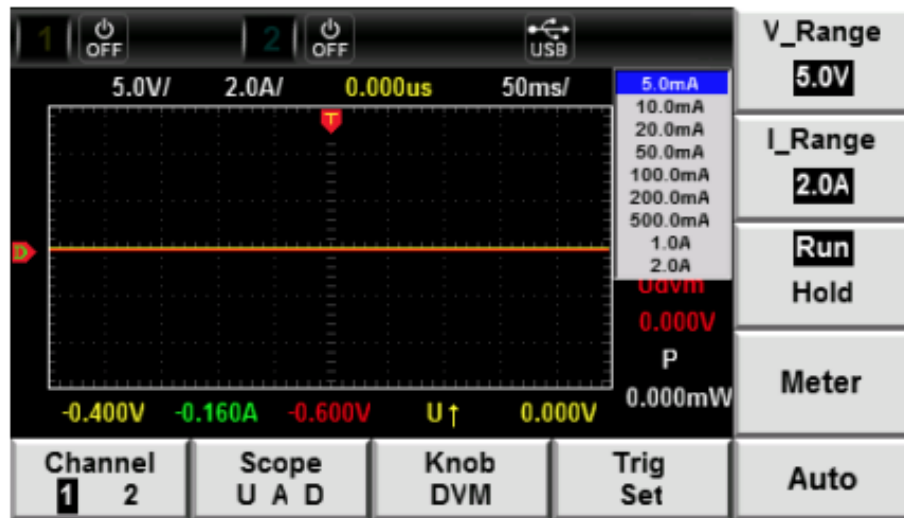 1 OFF 2 OFF USB
5.0V/ 2.0A/ 0.000us 50ms/
T
D
5.0mA
10.0mA
20.0mA
50.0mA
100.0mA
200.0mA
500.0mA
1.0A
2.0A
Udvm
0.000V
P
0.000mW
-0.400V -0.160A -0.600V U↑ 0.000V
V_Range
5.0V
I_Range
2.0A
Run
Hold
Meter
Auto
Channel
1 2
Scope
U A D
Knob
DVM
Trig
Set